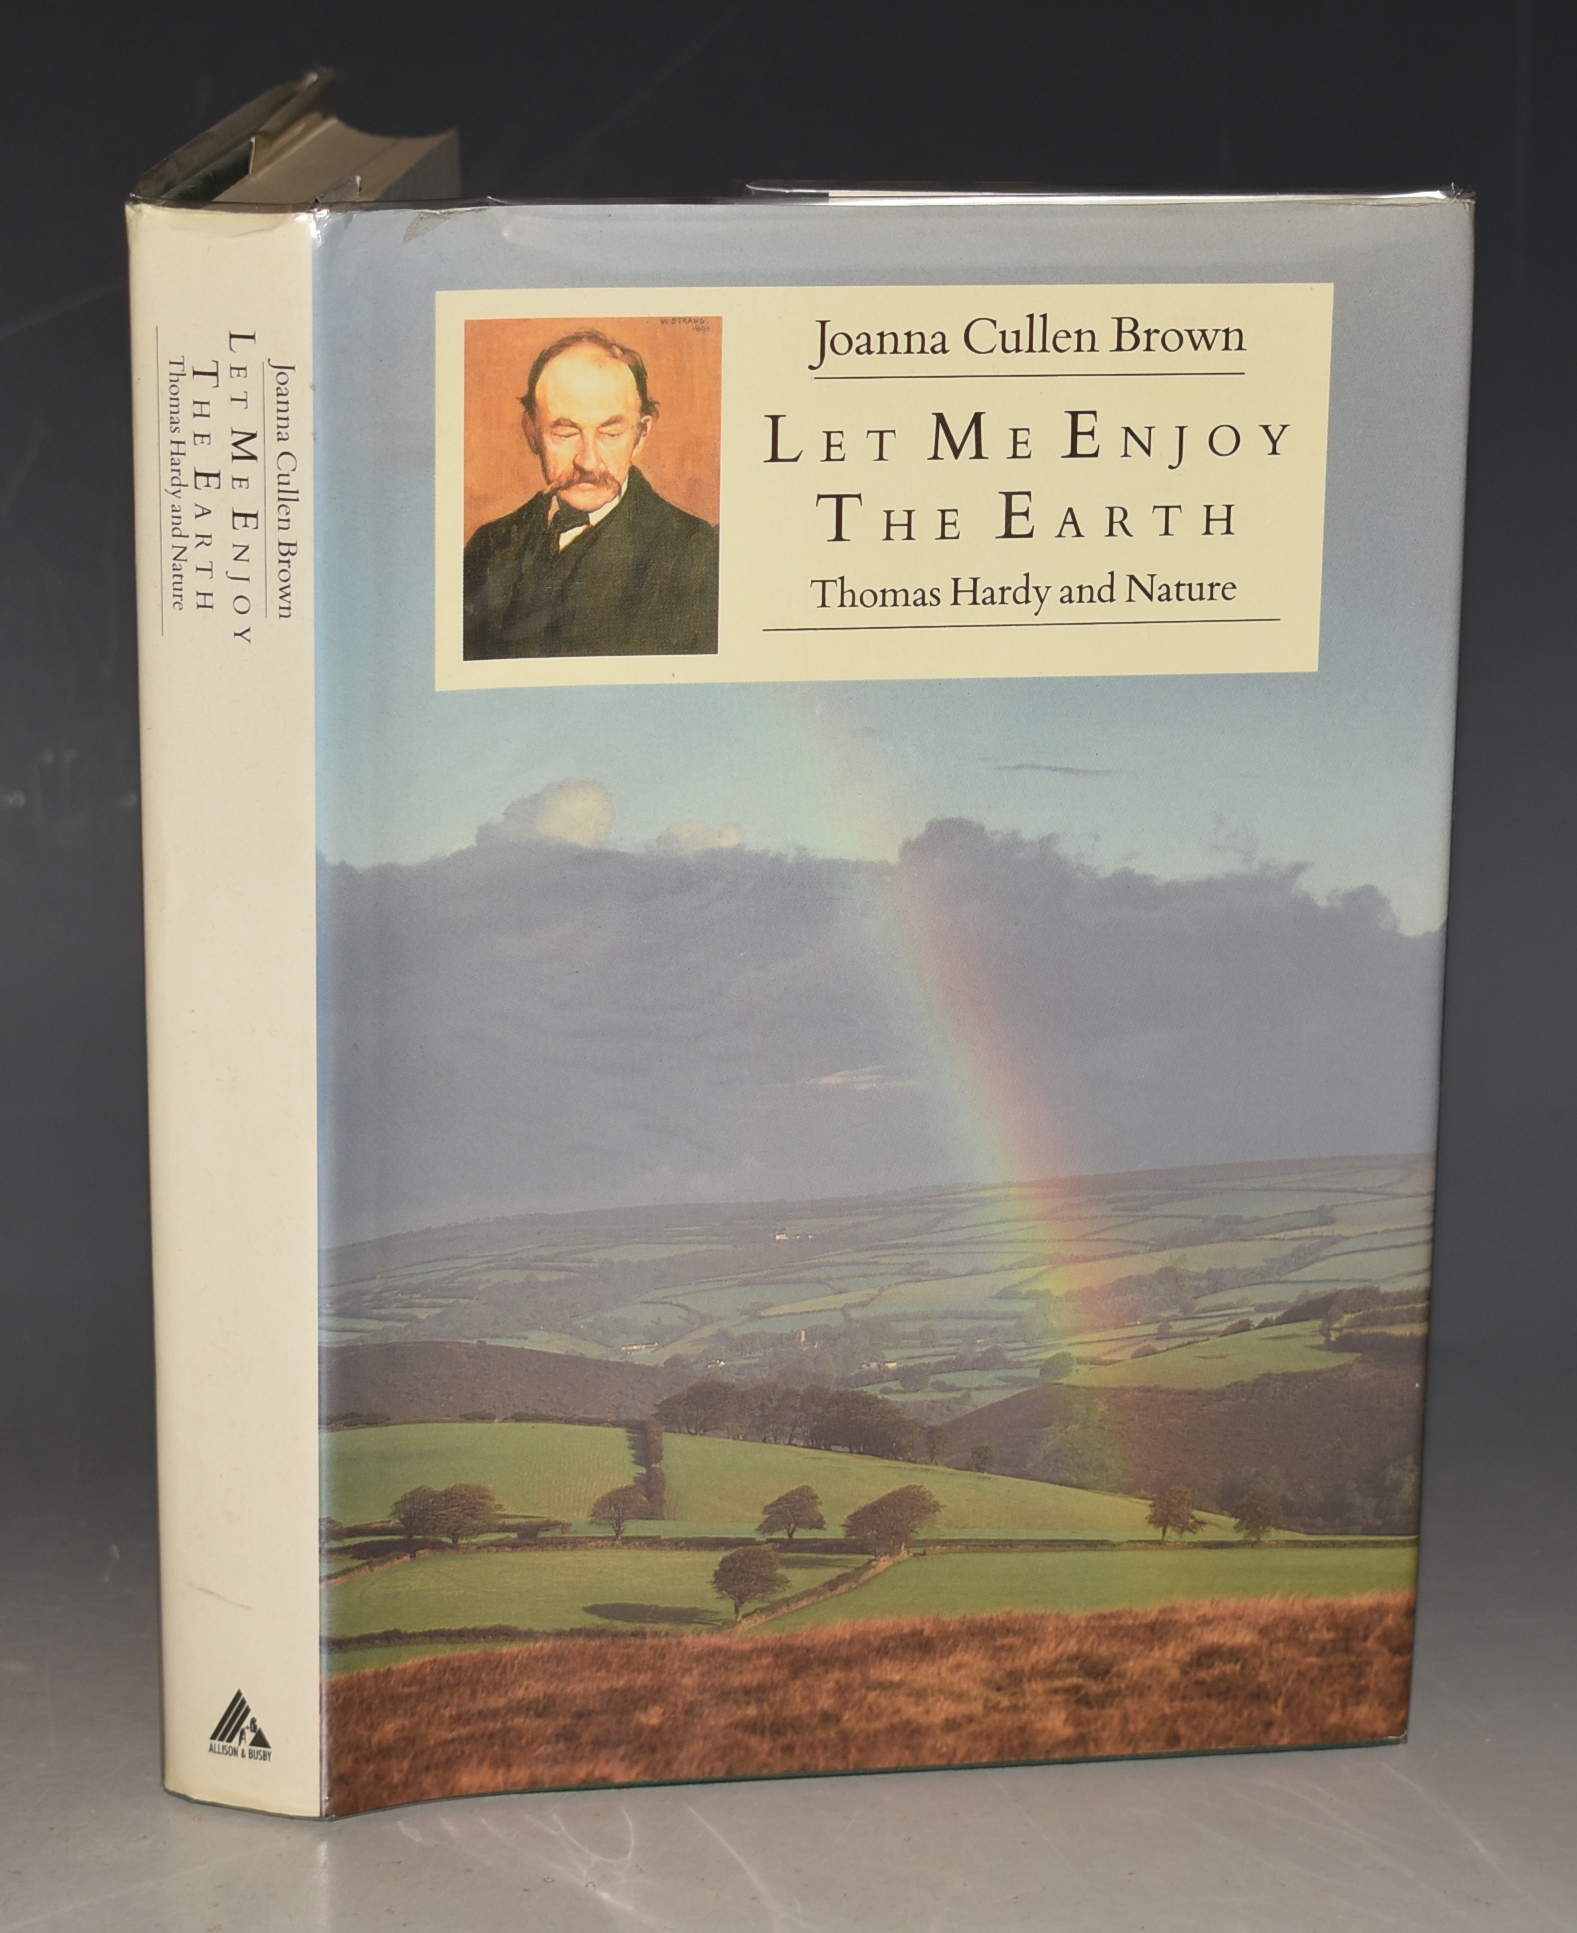 Joanna Cullen Brown
LET ME ENJOY
THE EARTH
Thomas Hardy and Nature
W·STRANG·
Joanna Cullen Brown
LET ME ENJOY
THE EARTH
Thomas Hardy and Nature
A&B
ALLISON & BUSBY